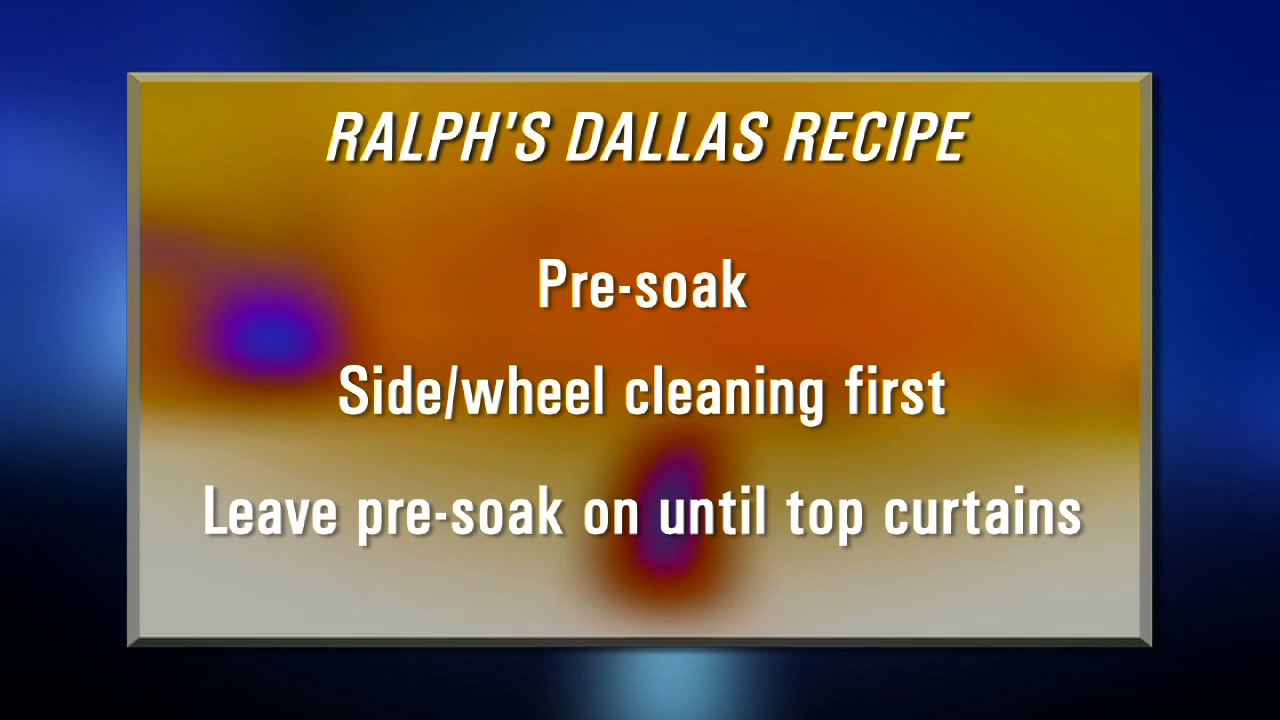 RALPH'S DALLAS RECIPE
Pre-soak
Side/wheel cleaning first
Leave pre-soak on until top curtains